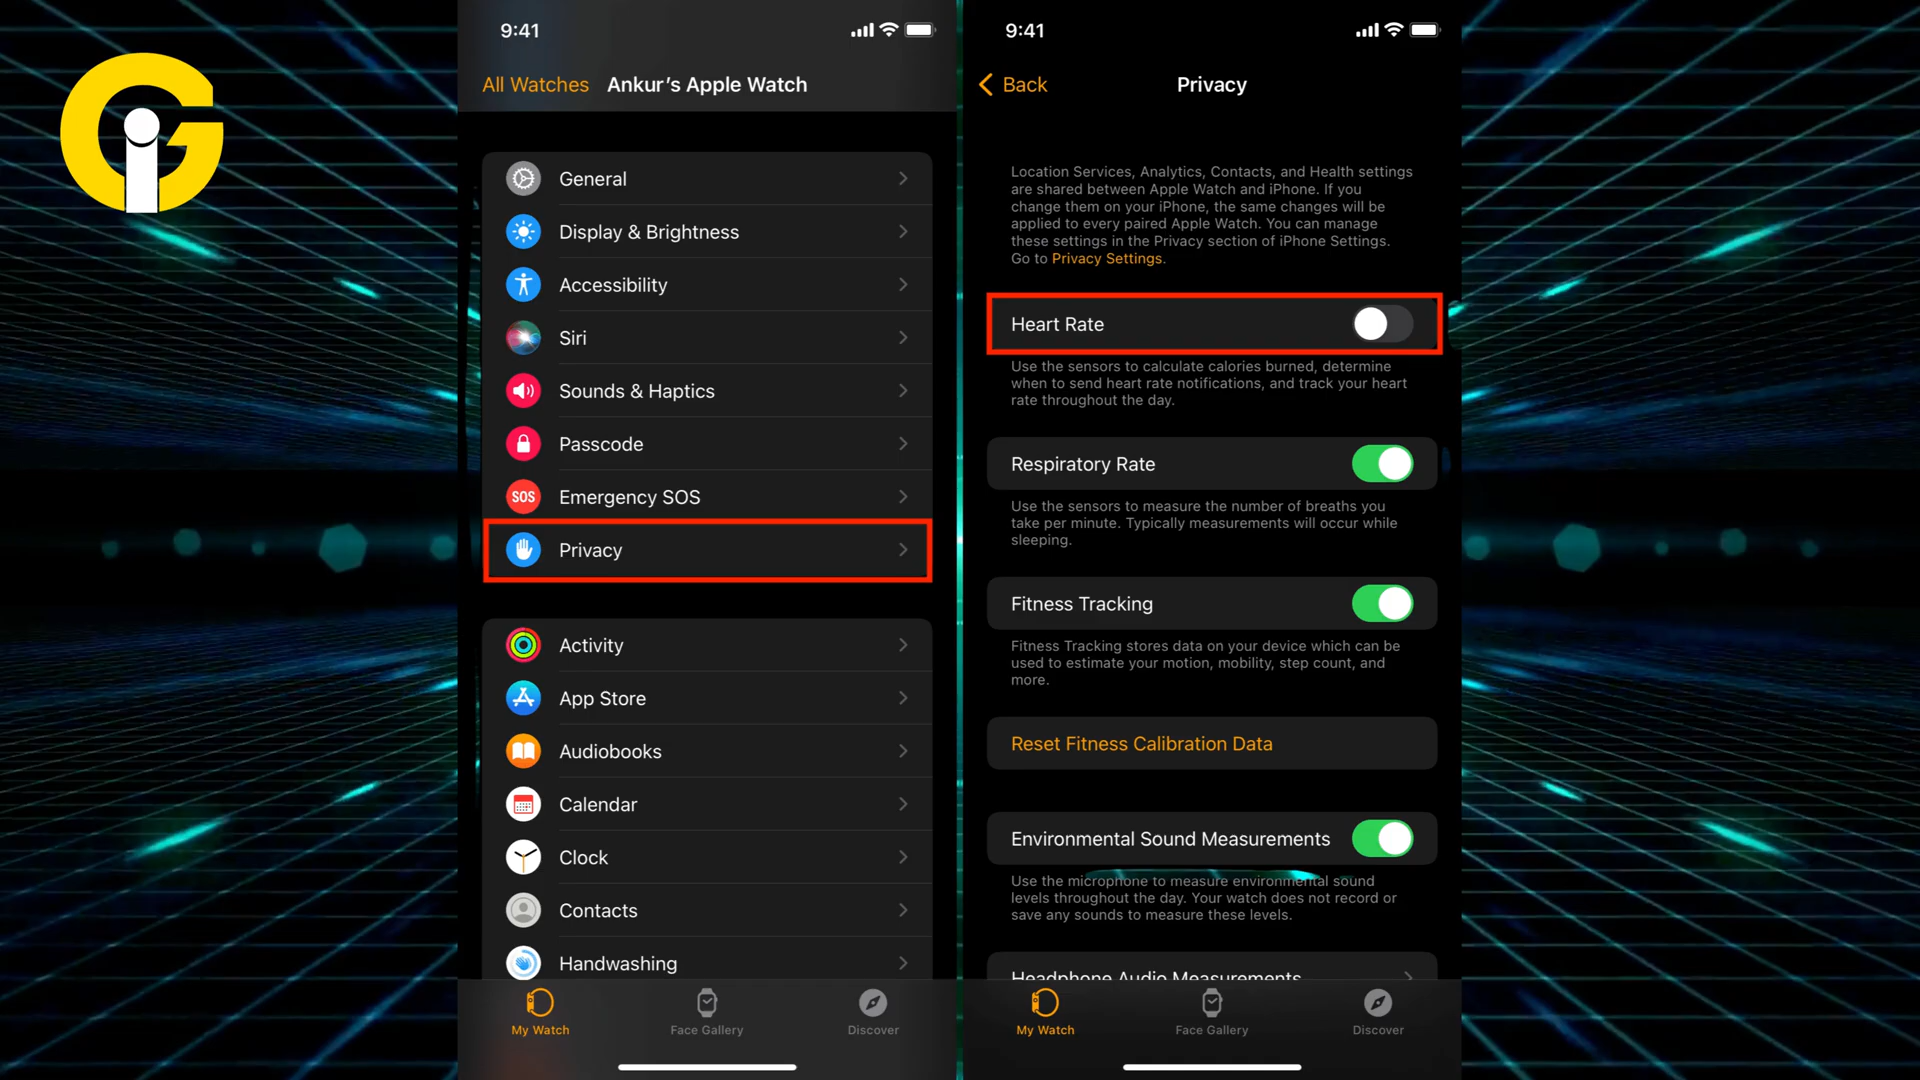 Gi
9:41
All Watches Ankur's Apple Watch
General
Display & Brightness
Accessibility
Siri
Sounds & Haptics
Passcode
SOS Emergency SOS
Privacy
Activity
App Store
Audiobooks
Calendar
Clock
Contacts
Handwashing
My Watch Face Gallery Discover
9:41
Back Privacy
Location Services, Analytics, Contacts, and Health settings
are shared between Apple Watch and iPhone. If you
change them on your iPhone, the same changes will be
applied to every paired Apple Watch. You can manage
these settings in the Privacy section of iPhone Settings.
Go to Privacy Settings.
Heart Rate
Use the sensors to calculate calories burned, determine
when to send heart rate notifications, and track your heart
rate throughout the day.
Respiratory Rate
Use the sensors to measure the number of breaths you
take per minute. Typically measurements will occur while
sleeping.
Fitness Tracking
Fitness Tracking stores data on your device which can be
used to estimate your motion, mobility, step count, and
more.
Reset Fitness Calibration Data
Environmental Sound Measurements
Use the microphone to measure environmental sound
levels throughout the day. Your watch does not record or
save any sounds to measure these levels.
Headphone Audio Measurements
My Watch Face Gallery Discover